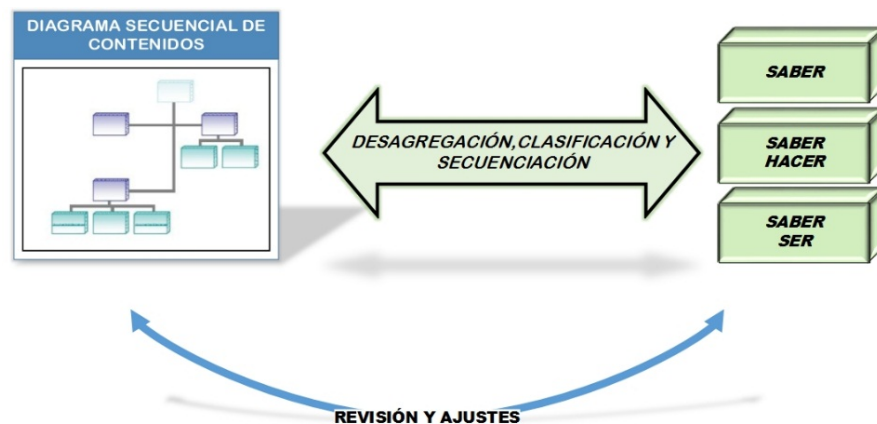 DIAGRAMA SECUENCIAL DE
CONTENIDOS
DESAGREGACIÓN,CLASIFICACIÓN Y
SECUENCIACIÓN
SABER
SABER
HACER
SABER
SER
REVISIÓN Y AJUSTES